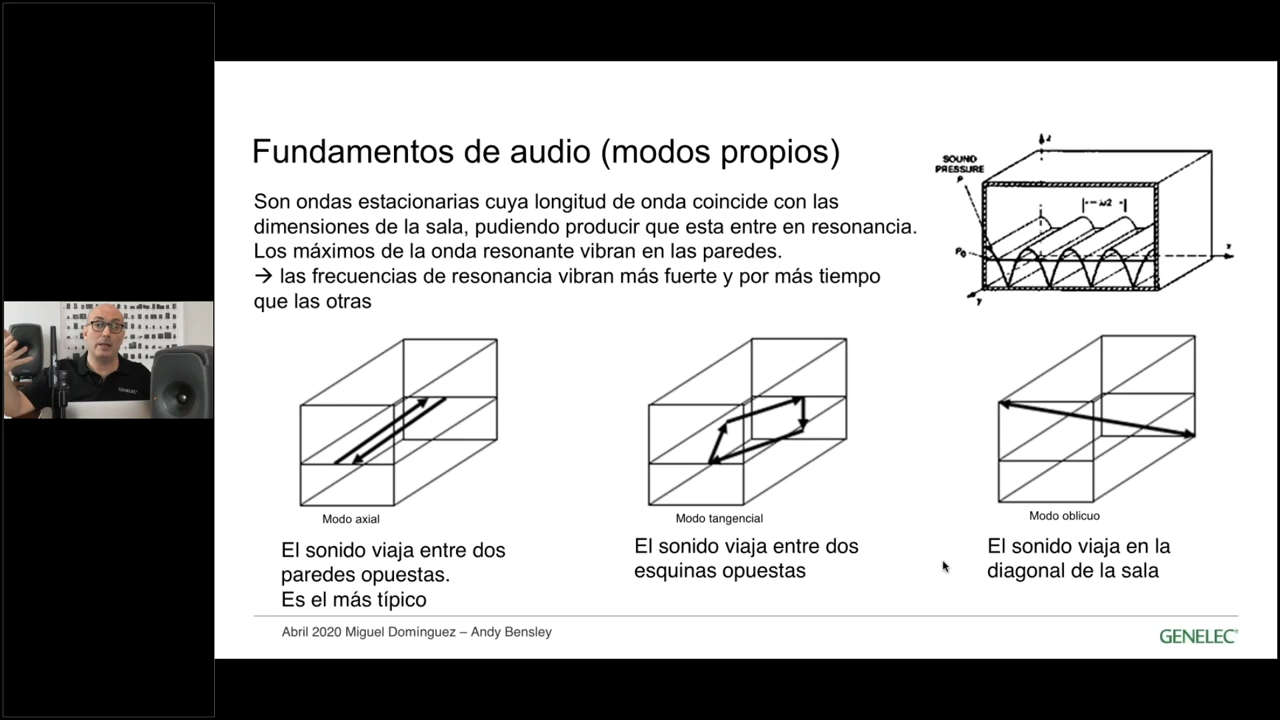 Fundamentos de audio (modos propios)
Son ondas estacionarias cuya longitud de onda coincide con las
dimensiones de la sala, pudiendo producir que esta entre en resonancia.
Los máximos de la onda resonante vibran en las paredes.
→ las frecuencias de resonancia vibran más fuerte y por más tiempo
que las otras
SOUND
PRESSURE
P
z
λ/2
P₀
x
y
Modo axial
Modo tangencial
Modo oblicuo
El sonido viaja entre dos
paredes opuestas.
Es el más típico
El sonido viaja entre dos
esquinas opuestas
El sonido viaja en la
diagonal de la sala
Abril 2020 Miguel Domínguez – Andy Bensley
GENELEC®
GENELEC